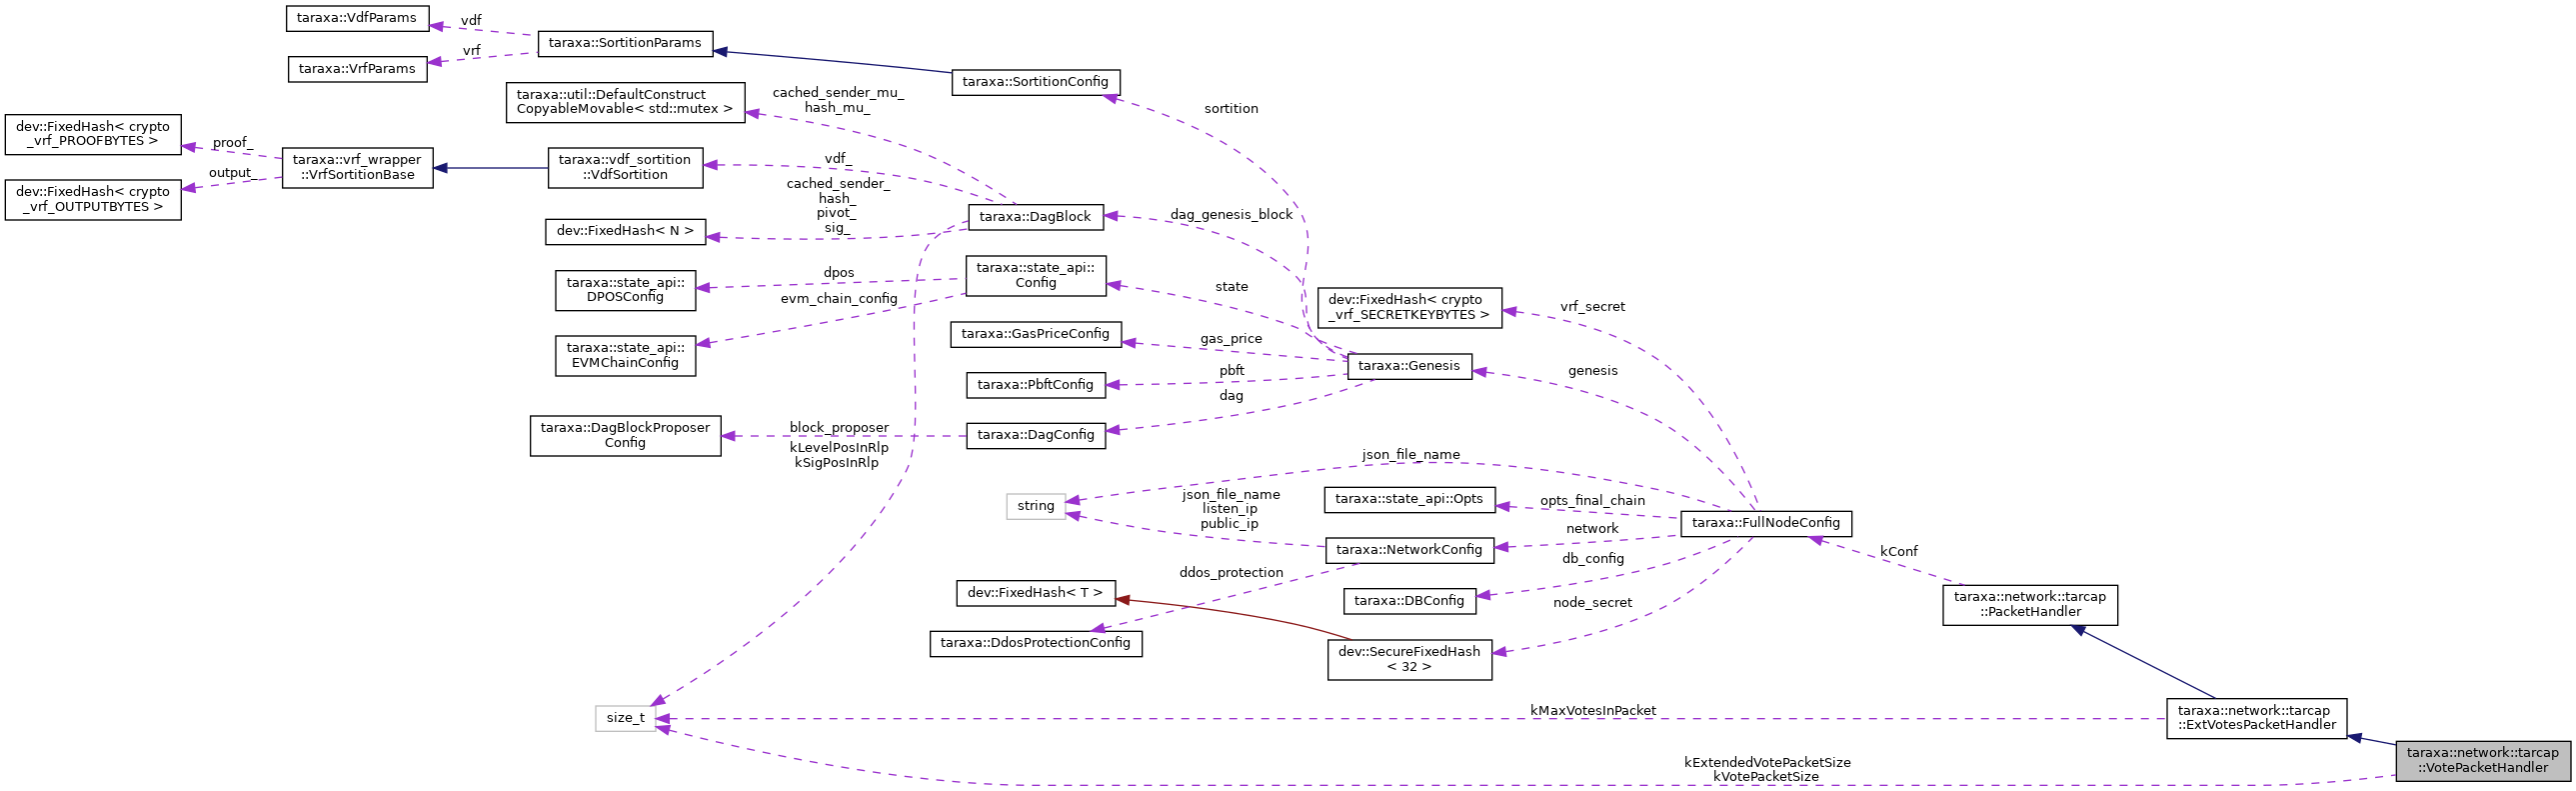 taraxa::VdfParams
vdf
taraxa::SortitionParams
vrf
taraxa::VrfParams
taraxa::SortitionConfig
taraxa::util::DefaultConstruct
CopyableMovable< std::mutex >
cached_sender_mu_
hash_mu_
sortition
dev::FixedHash< crypto
_vrf_PROOFBYTES >
proof_
taraxa::vrf_wrapper
::VrfSortitionBase
taraxa::vdf_sortition
::VdfSortition
vdf_
output_
dev::FixedHash< crypto
_vrf_OUTPUTBYTES >
cached_sender_
hash_
pivot_
sig_
taraxa::DagBlock
dag_genesis_block
dev::FixedHash< N >
taraxa::state_api::
DPOSConfig
dpos
taraxa::state_api::
Config
evm_chain_config
state
dev::FixedHash< crypto
_vrf_SECRETKEYBYTES >
vrf_secret
taraxa::state_api::
EVMChainConfig
taraxa::GasPriceConfig
gas_price
taraxa::Genesis
genesis
taraxa::PbftConfig
pbft
dag
taraxa::DagBlockProposer
Config
block_proposer
taraxa::DagConfig
kLevelPosInRlp
kSigPosInRlp
json_file_name
string
json_file_name
listen_ip
public_ip
taraxa::state_api::Opts
opts_final_chain
taraxa::FullNodeConfig
network
taraxa::NetworkConfig
kConf
db_config
ddos_protection
dev::FixedHash< T >
taraxa::DBConfig
node_secret
taraxa::network::tarcap
::PacketHandler
taraxa::DdosProtectionConfig
dev::SecureFixedHash
< 32 >
size_t
kMaxVotesInPacket
taraxa::network::tarcap
::ExtVotesPacketHandler
kExtendedVotePacketSize
kVotePacketSize
taraxa::network::tarcap
::VotePacketHandler